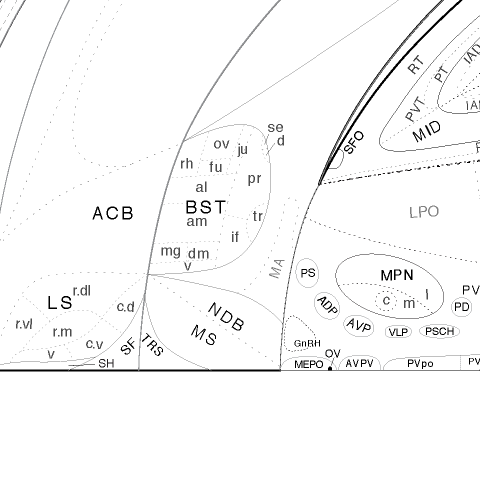 RT
PT
IAD
PVT
IA
MID
SFO
se
d
ov
ju
rh
fu
al
pr
BST
am
tr
if
mg
dm
v
ACB
LPO
MA
PS
MPN
c
m
l
PV
PD
ADP
AVP
VLP
PSCH
LS
r.dl
r.vl
r.m
c.d
v
c.v
SH
SF
TRS
NDB
MS
GnRH
OV
MEPO
AVPV
PVpo
PV